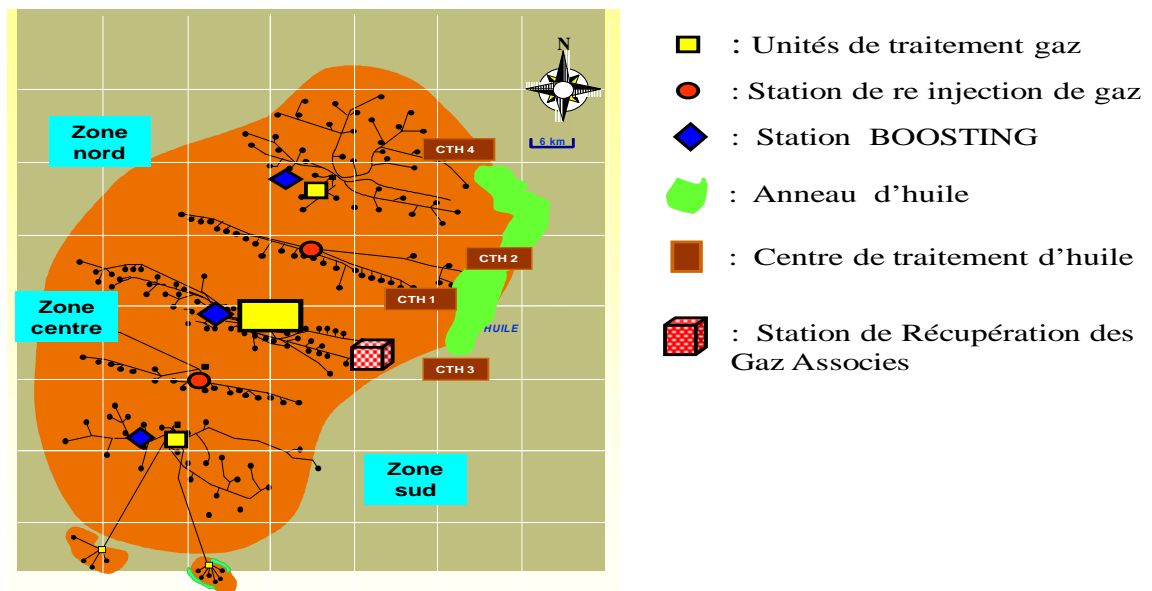 N
6 km
Zone
nord
CTH 4
CTH 2
CTH 1
Zone
centre
HUILE
CTH 3
Zone
sud
: Unités de traitement gaz
: Station de re injection de gaz
: Station BOOSTING
: Anneau d'huile
: Centre de traitement d'huile
: Station de Récupération des
Gaz Associes